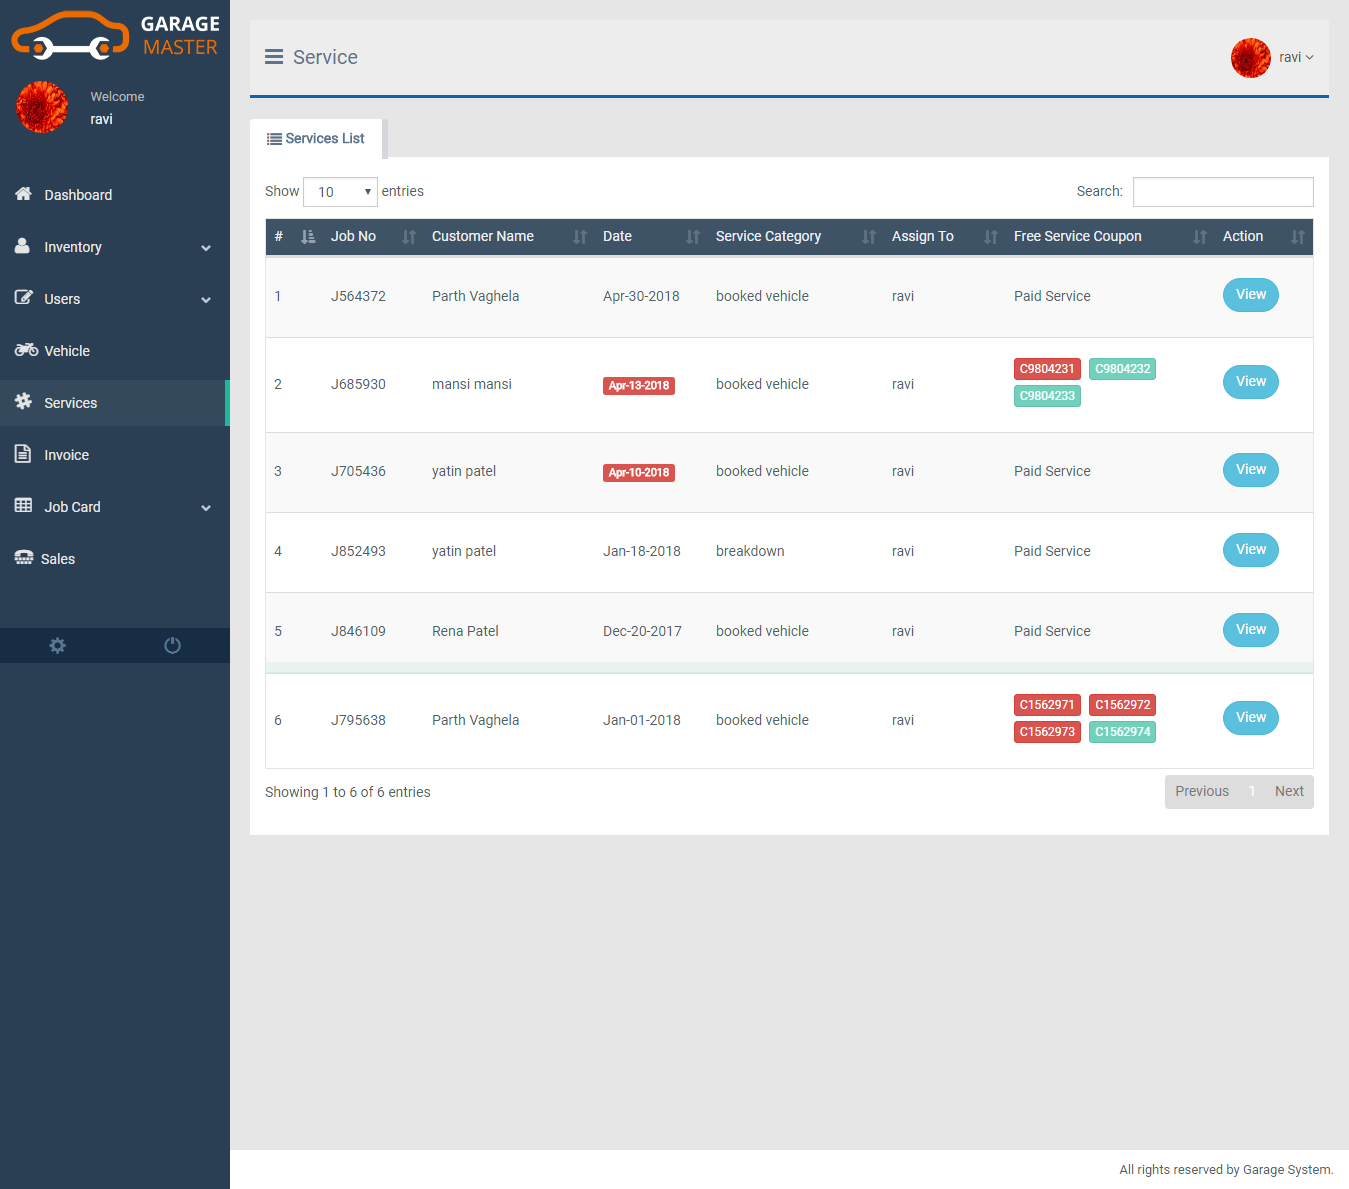 GARAGE
MASTER
Welcome
ravi
Dashboard
Inventory
Users
Vehicle
Services
Invoice
Job Card
Sales
Service
ravi
Services List
Show 10 entries
Search:
# Job No Customer Name Date Service Category Assign To Free Service Coupon Action
1 J564372 Parth Vaghela Apr-30-2018 booked vehicle ravi Paid Service View
2 J685930 mansi mansi Apr-13-2018 booked vehicle ravi C9804231 C9804232 View
C9804233
3 J705436 yatin patel Apr-10-2018 booked vehicle ravi Paid Service View
4 J852493 yatin patel Jan-18-2018 breakdown ravi Paid Service View
5 J846109 Rena Patel Dec-20-2017 booked vehicle ravi Paid Service View
6 J795638 Parth Vaghela Jan-01-2018 booked vehicle ravi C1562971 C1562972 View
C1562973 C1562974
Showing 1 to 6 of 6 entries
Previous 1 Next
All rights reserved by Garage System.